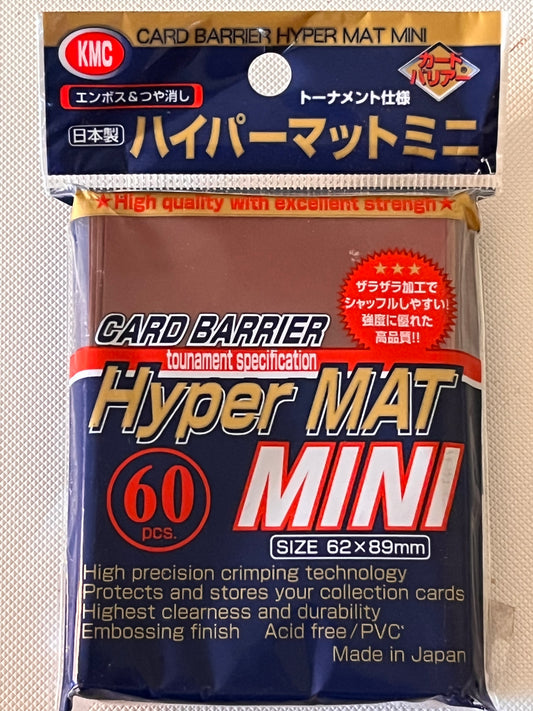 KMC
CARD BARRIER HYPER MAT MINI
カード
バリアー
エンボス&つや消し
トーナメント仕様
日本製
ハイパーマットミニ
★High quality with excellent strengh★
★★★
ザラザラ加工で
シャッフルしやすい!
強度に優れた
高品質!!
CARD BARRIER
tounament specification
Hyper MAT
MINI
60
pcs.
SIZE 62×89mm
High precision crimping technology
Protects and stores your collection cards
Highest clearness and durability
Embossing finish Acid free/PVC
Made in Japan